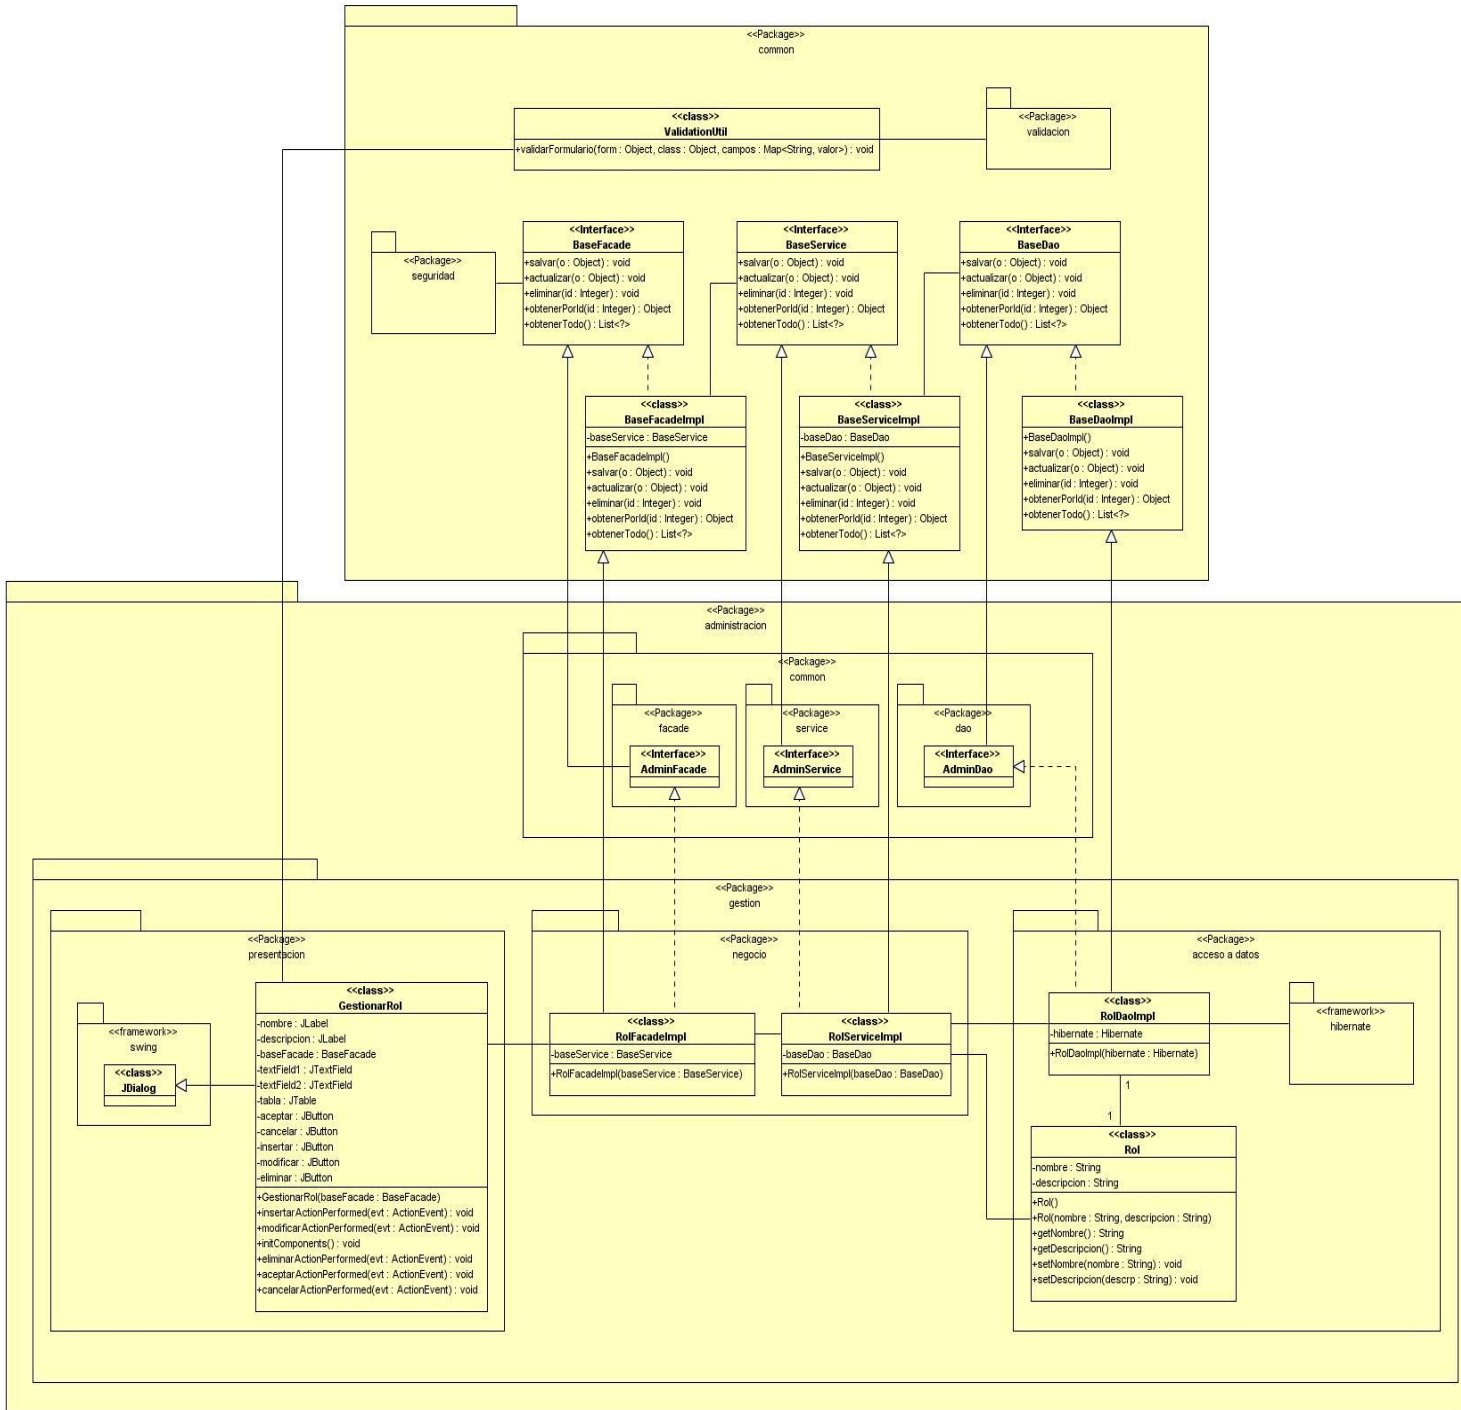 <<Package>>
common
<<class>>
ValidationUtil
+validarFormulario(form : Object, class : Object, campos : Map<String, valor>) : void
<<Package>>
validacion
<<Package>>
seguridad
<<Interface>>
BaseFacade
+salvar(o : Object) : void
+actualizar(o : Object) : void
+eliminar(id : Integer) : void
+obtenerPorId(id : Integer) : Object
+obtenerTodo() : List<?>
<<Interface>>
BaseService
+salvar(o : Object) : void
+actualizar(o : Object) : void
+eliminar(id : Integer) : void
+obtenerPorId(id : Integer) : Object
+obtenerTodo() : List<?>
<<Interface>>
BaseDao
+salvar(o : Object) : void
+actualizar(o : Object) : void
+eliminar(id : Integer) : void
+obtenerPorId(id : Integer) : Object
+obtenerTodo() : List<?>
<<class>>
BaseFacadeImpl
-baseService : BaseService
+BaseFacadeImpl()
+salvar(o : Object) : void
+actualizar(o : Object) : void
+eliminar(id : Integer) : void
+obtenerPorId(id : Integer) : Object
+obtenerTodo() : List<?>
<<class>>
BaseServiceImpl
-baseDao : BaseDao
+BaseServiceImpl()
+salvar(o : Object) : void
+actualizar(o : Object) : void
+eliminar(id : Integer) : void
+obtenerPorId(id : Integer) : Object
+obtenerTodo() : List<?>
<<class>>
BaseDaoImpl
+BaseDaoImpl()
+salvar(o : Object) : void
+actualizar(o : Object) : void
+eliminar(id : Integer) : void
+obtenerPorId(id : Integer) : Object
+obtenerTodo() : List<?>
<<Package>>
administracion
<<Package>>
common
<<Package>>
facade
<<Interface>>
AdminFacade
<<Package>>
service
<<Interface>>
AdminService
<<Package>>
dao
<<Interface>>
AdminDao
<<Package>>
gestion
<<Package>>
presentacion
<<framework>>
swing
<<class>>
JDialog
<<class>>
GestionarRol
-nombre : JLabel
-descripcion : JLabel
-baseFacade : BaseFacade
-textField1 : JTextField
-textField2 : JTextField
-tabla : JTable
-aceptar : JButton
-cancelar : JButton
-insertar : JButton
-modificar : JButton
-eliminar : JButton
+GestionarRol(baseFacade : BaseFacade)
+insertarActionPerformed(evt : ActionEvent) : void
+modificarActionPerformed(evt : ActionEvent) : void
+initComponents() : void
+eliminarActionPerformed(evt : ActionEvent) : void
+aceptarActionPerformed(evt : ActionEvent) : void
+cancelarActionPerformed(evt : ActionEvent) : void
<<Package>>
negocio
<<class>>
RolFacadeImpl
-baseService : BaseService
+RolFacadeImpl(baseService : BaseService)
<<class>>
RolServiceImpl
-baseDao : BaseDao
+RolServiceImpl(baseDao : BaseDao)
<<Package>>
acceso a datos
<<class>>
RolDaoImpl
-hibernate : Hibernate
+RolDaoImpl(hibernate : Hibernate)
<<framework>>
hibernate
1
1
<<class>>
Rol
-nombre : String
-descripcion : String
+Rol()
+Rol(nombre : String, descripcion : String)
+getNombre() : String
+getDescripcion() : String
+setNombre(nombre : String) : void
+setDescripcion(descrp : String) : void